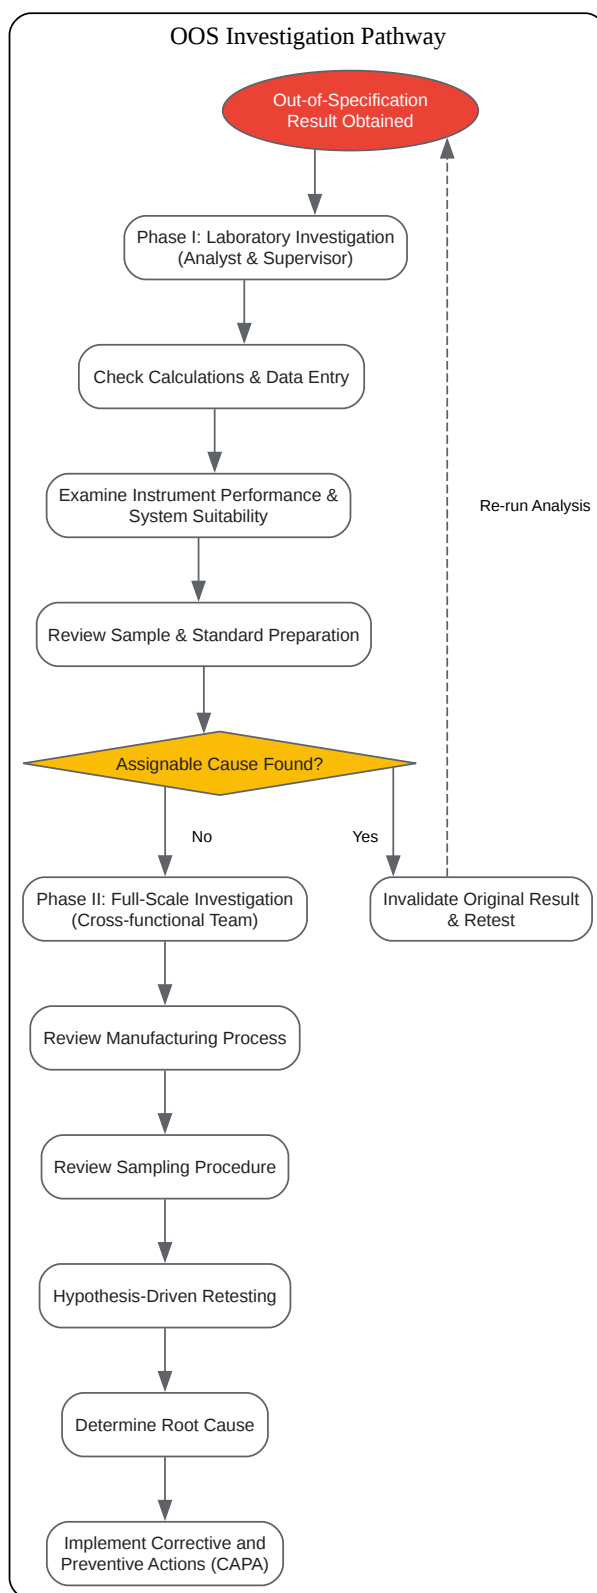 OOS Investigation Pathway
Out-of-Specification
Result Obtained
Phase I: Laboratory Investigation
(Analyst & Supervisor)
Check Calculations & Data Entry
Examine Instrument Performance &
System Suitability
Re-run Analysis
Review Sample & Standard Preparation
Assignable Cause Found?
No
Yes
Phase II: Full-Scale Investigation
(Cross-functional Team)
Invalidate Original Result
& Retest
Review Manufacturing Process
Review Sampling Procedure
Hypothesis-Driven Retesting
Determine Root Cause
Implement Corrective and
Preventive Actions (CAPA)